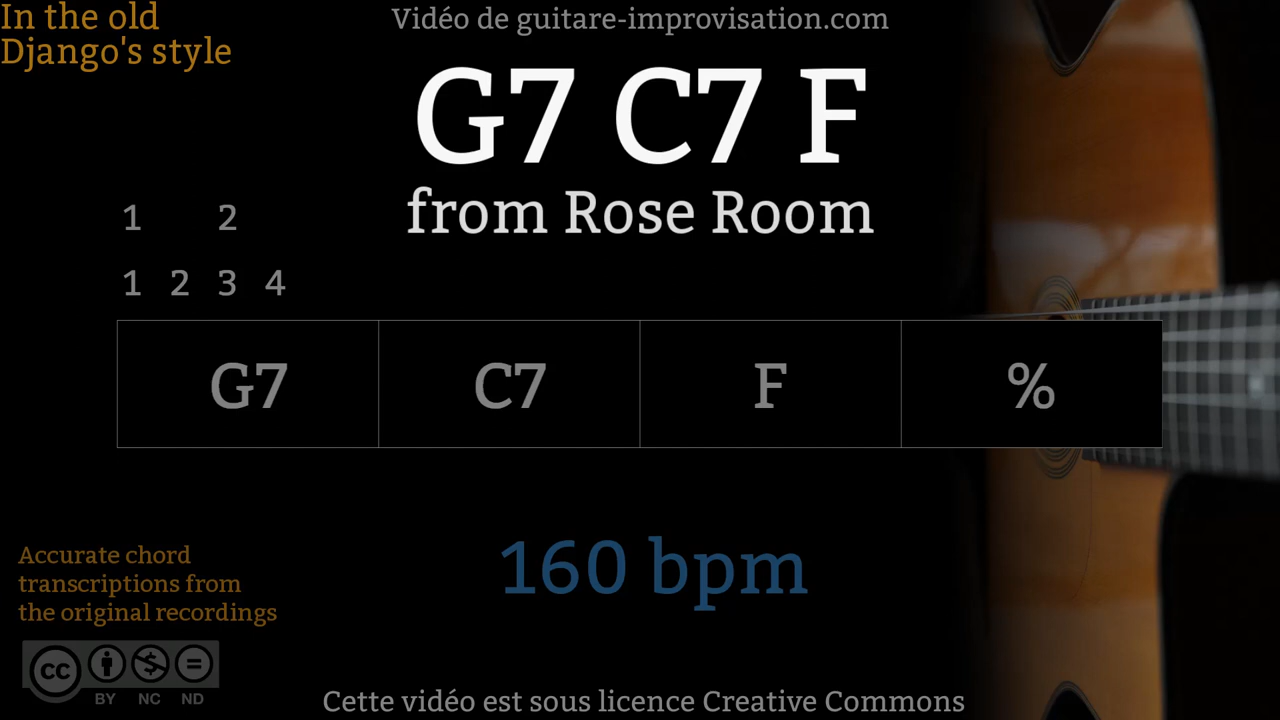 In the old
Django's style
Vidéo de guitare-improvisation.com
G7 C7 F
from Rose Room
1 2
1 2 3 4
G7 C7 F %
160 bpm
Accurate chord
transcriptions from
the original recordings
cc
BY NC ND
Cette vidéo est sous licence Creative Commons